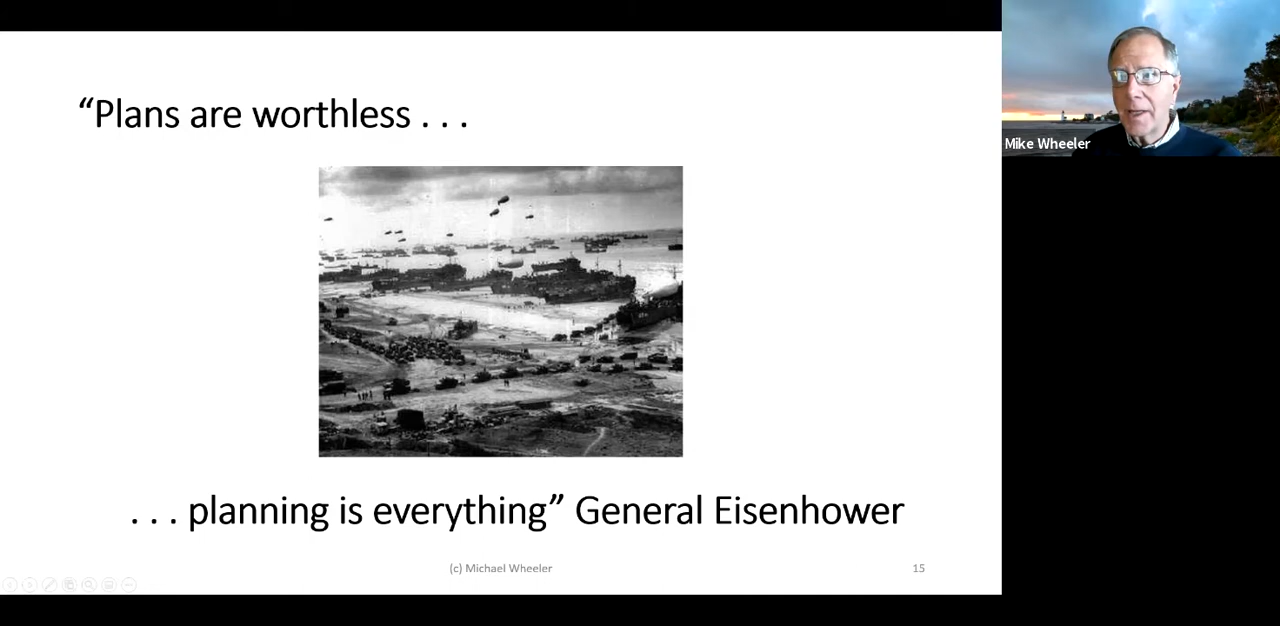 “Plans are worthless . . .
Mike Wheeler
. . . planning is everything” General Eisenhower
(c) Michael Wheeler
15